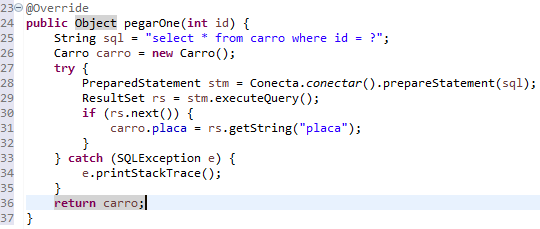 23 @Override
24 public Object pegarOne(int id) {
25 String sql = "select * from carro where id = ?";
26 Carro carro = new Carro();
27 try {
28 PreparedStatement stm = Conecta.conectar().prepareStatement(sql);
29 ResultSet rs = stm.executeQuery();
30 if (rs.next()) {
31 carro.placa = rs.getString("placa");
32 }
33 } catch (SQLException e) {
34 e.printStackTrace();
35 }
36 return carro;
37 }